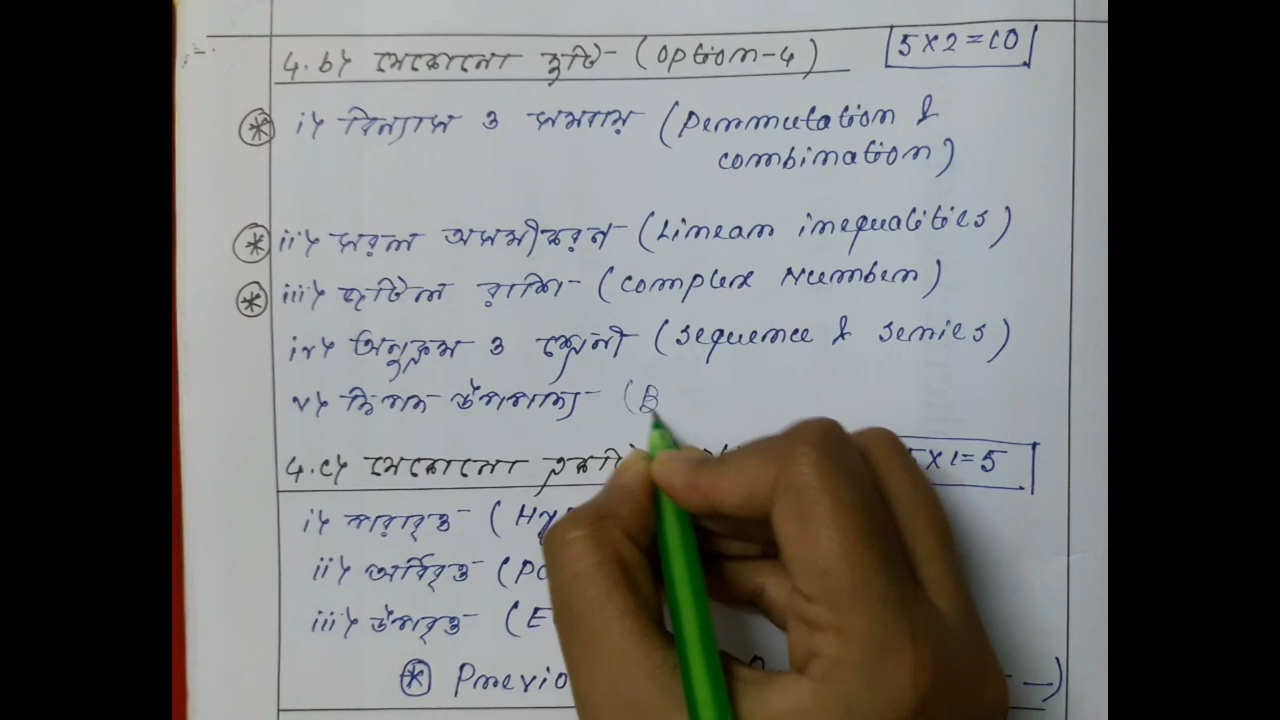 4.b> যেকোনো দুটি- (Option-4) 5×2=10
i> বিন্যাস ও সমবায় (Permutation &
combination)
ii> সরল অসমীকরণ (Linear inequalities)
iii> জটিল রাশি- (Complex Number)
iv> অনুক্রম ও শ্রেণী (Sequence & Series)
v> দ্বিপদ উপপাদ্য- (B
4.c> যেকোনো একটি ×1=5
i> পরাবৃত্ত (Hy
ii> অধিবৃত্ত (Pa
iii> উপবৃত্ত (E
Previo